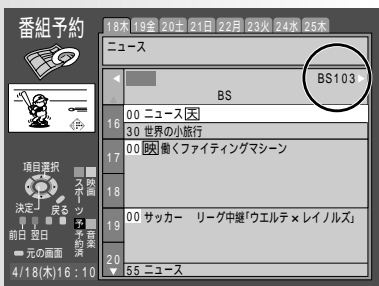 番組予約
18木 19金 20土 21日 22月 23火 24水 25木
ニュース
BS103
BS
16
00 ニュース天
30 世界の小旅行
17
00 映 働くファイティングマシーン
18
19
00 サッカー リーグ中継「ウエルテ×レイノルズ」
20
55 ニュース
項目選択
決定
戻る
前日 翌日
元の画面
スポーツ
映画
予 予約済
音楽
4/18(木)16:10